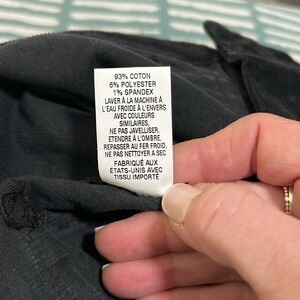 93% COTON
6% POLYESTER
1% SPANDEX
LAVER À LA MACHINE À
L'EAU FROIDE À L'ENVERS
AVEC COULEURS
SIMILAIRES,
NE PAS JAVELLISER.
ETENDRE À L'OMBRE.
REPASSER AU FER FROID,
NE PAS NETTOYER A SEC
FABRIQUÉ AUX
ÉTATS-UNIS AVEC
TISSU IMPORTÉ